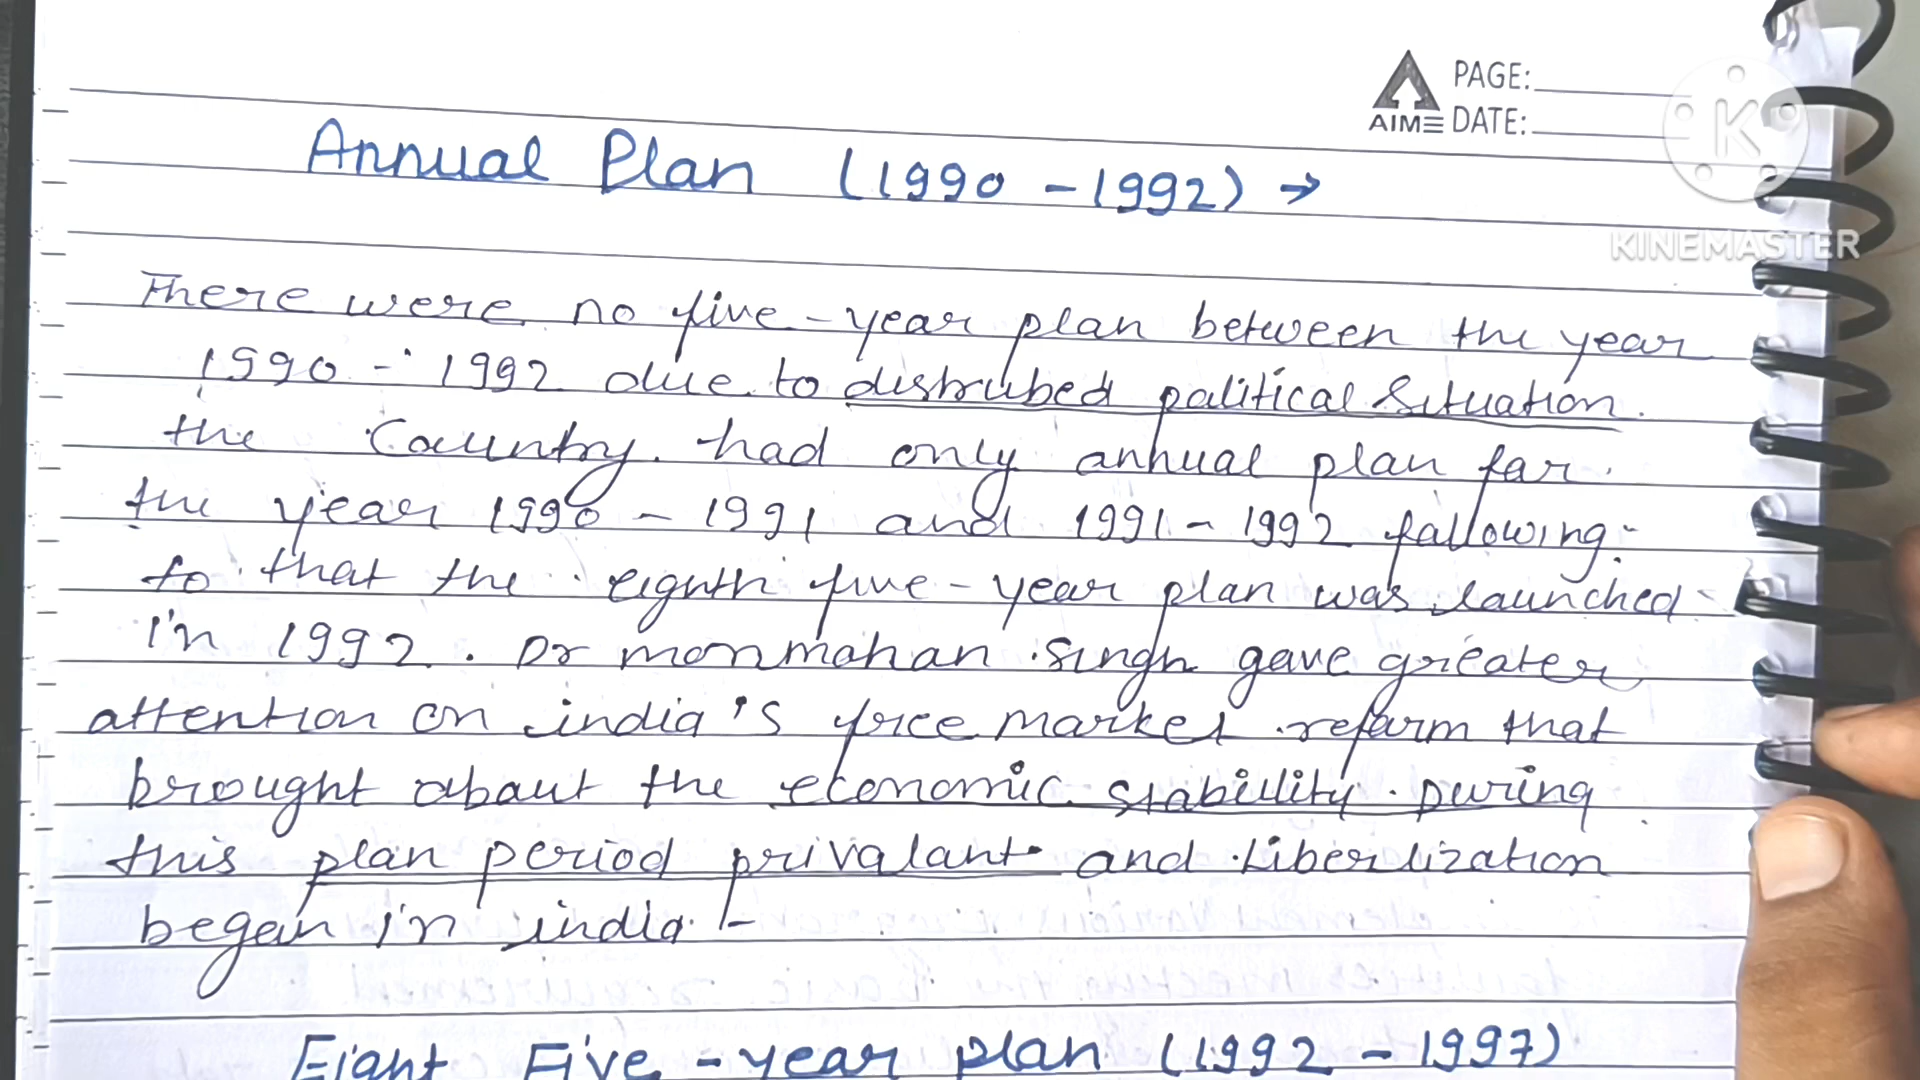 PAGE:
AIME DATE:
KINEMASTER
Annual Plan (1990 - 1992) →
There were no five-year plan between the year
1990 - 1992 due to distrubed political Situation.
the Country had only annual plan for
the year 1990 - 1991 and 1991 - 1992 following
to that the eighth five-year plan was launched
in 1992. Dr monmohan singh gave greater
attention on india's free market reform that
brought about the economic stability. During
this plan period privalant and Liberlization
began in india -
Eight Five-year plan (1992 - 1997)